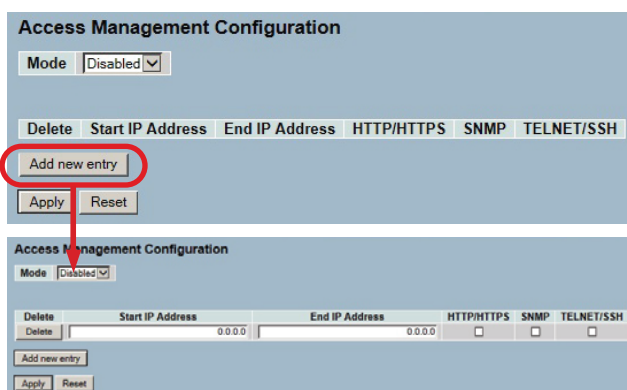 Access Management Configuration
Mode Disabled
Delete Start IP Address End IP Address HTTP/HTTPS SNMP TELNET/SSH
Add new entry
Apply Reset
Access Management Configuration
Mode Disabled
Delete Start IP Address End IP Address HTTP/HTTPS SNMP TELNET/SSH
Delete 0.0.0.0 0.0.0.0
Add new entry
Apply Reset